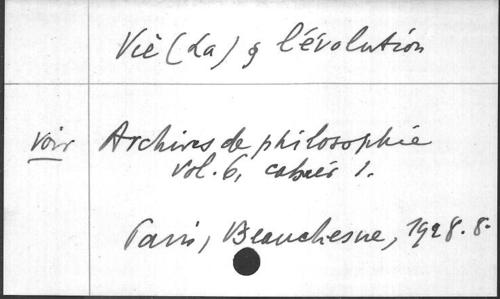 Vie (La) & l'évolution
voir Archives de philosophie
vol. 6, cahier 1.
Paris, Beauchesne, 1928. 8.